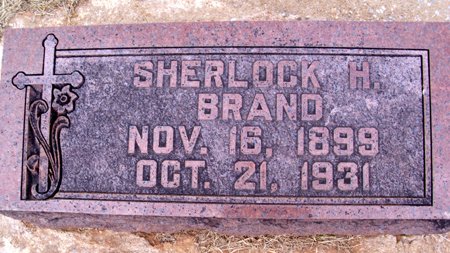 SHERLOCK H.
BRAND
NOV. 16, 1899
OCT. 21, 1931